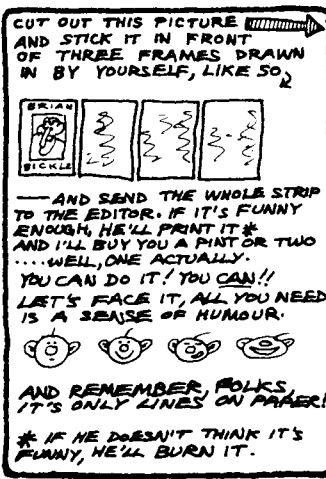 CUT OUT THIS PICTURE
AND STICK IT IN FRONT
OF THREE FRAMES DRAWN
IN BY YOURSELF, LIKE SO
BRIAN
BICKLE
— AND SEND THE WHOLE STRIP
TO THE EDITOR. IF IT'S FUNNY
ENOUGH, HE'LL PRINT IT *
AND I'LL BUY YOU A PINT OR TWO
.... WELL, ONE ACTUALLY.
YOU CAN DO IT! YOU CAN!!
LET'S FACE IT, ALL YOU NEED
IS A SENSE OF HUMOUR.
AND REMEMBER, FOLKS,
IT'S ONLY LINES ON PAPER!
* IF HE DOESN'T THINK IT'S
FUNNY, HE'LL BURN IT.